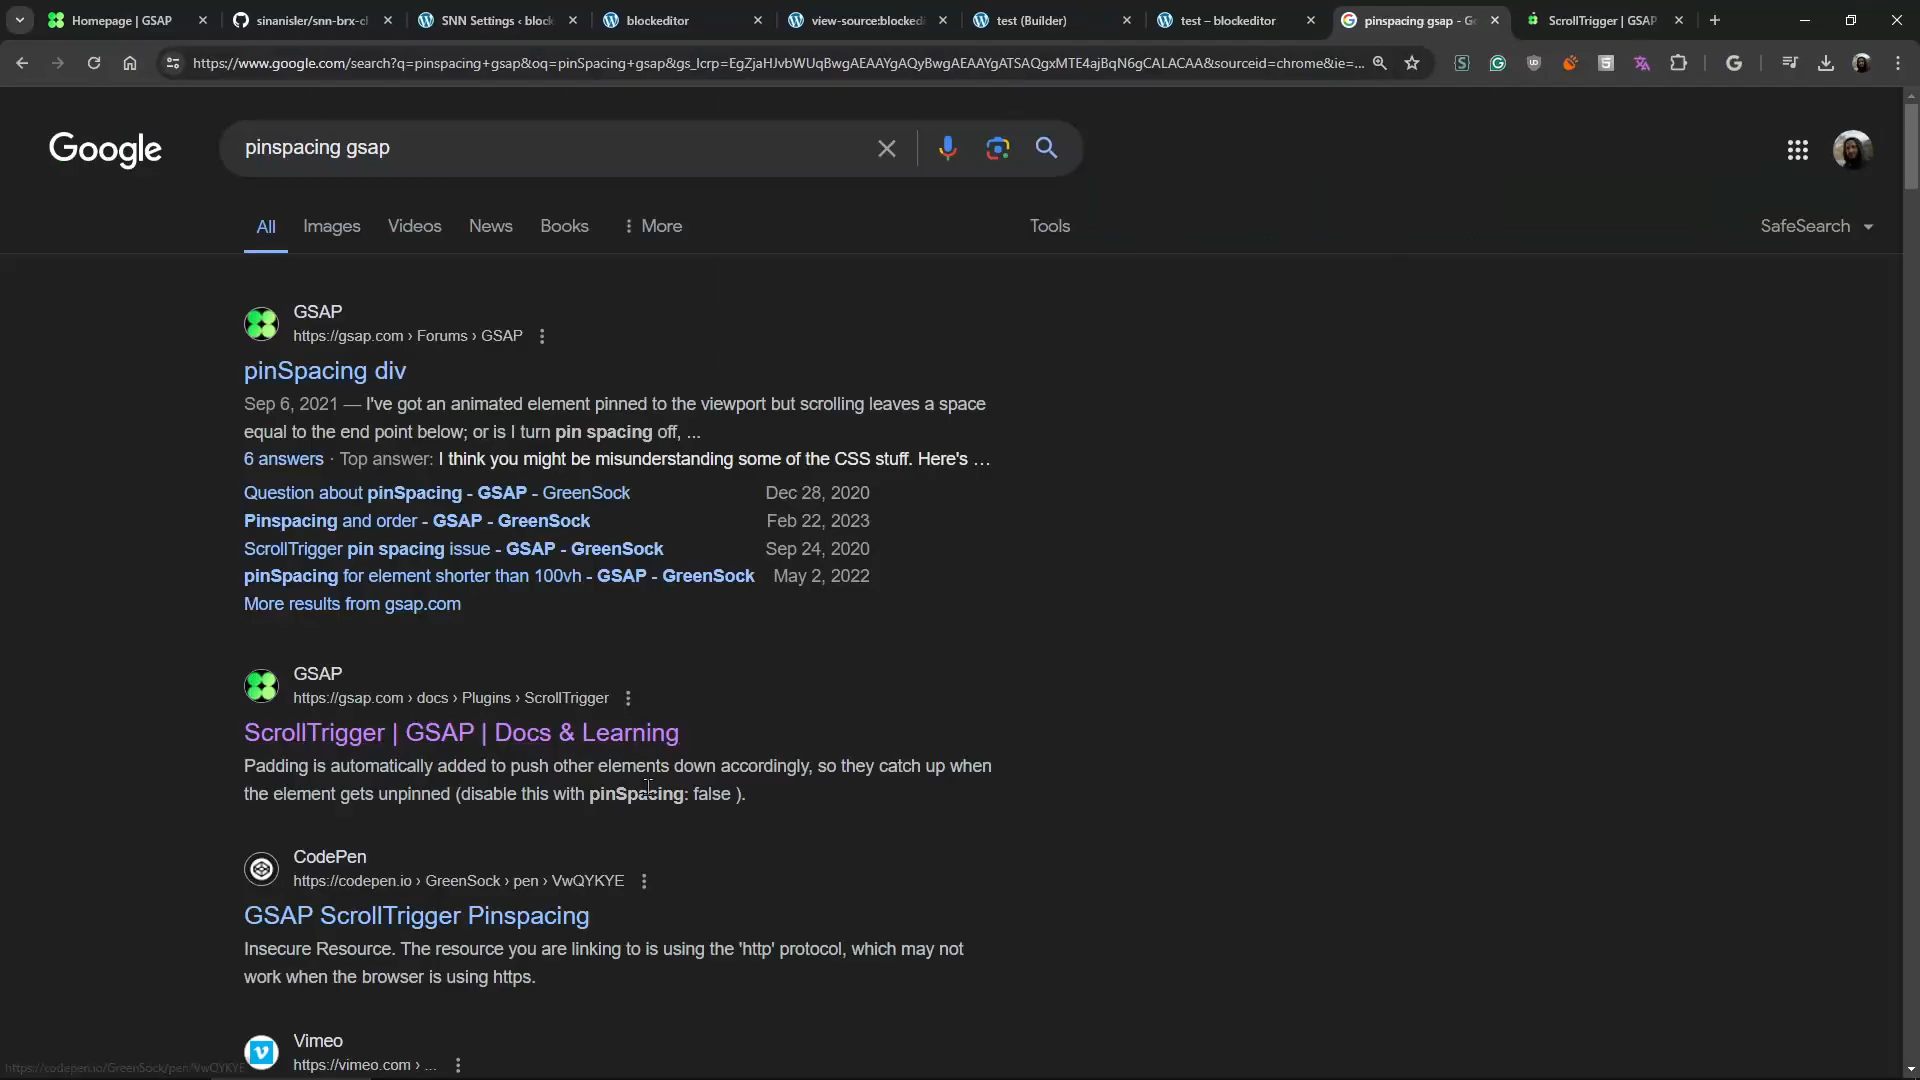 Homepage | GSAP
sinanisler/snn-brx-cl
SNN Settings ‹ block
blockeditor
view-source:blockedi
test (Builder)
test – blockeditor
pinspacing gsap - Go
ScrollTrigger | GSAP
https://www.google.com/search?q=pinspacing+gsap&oq=pinSpacing+gsap&gs_lcrp=EgZjaHJvbWUqBwgAEAAYgAQyBwgAEAAYgATSAQgxMTE4ajBqN6gCALACAA&sourceid=chrome&ie=...
Google
pinspacing gsap
All
Images
Videos
News
Books
More
Tools
SafeSearch
GSAP
https://gsap.com › Forums › GSAP
pinSpacing div
Sep 6, 2021 — I've got an animated element pinned to the viewport but scrolling leaves a space
equal to the end point below; or is I turn pin spacing off, ...
6 answers · Top answer: I think you might be misunderstanding some of the CSS stuff. Here's ...
Question about pinSpacing - GSAP - GreenSock Dec 28, 2020
Pinspacing and order - GSAP - GreenSock Feb 22, 2023
ScrollTrigger pin spacing issue - GSAP - GreenSock Sep 24, 2020
pinSpacing for element shorter than 100vh - GSAP - GreenSock May 2, 2022
More results from gsap.com
GSAP
https://gsap.com › docs › Plugins › ScrollTrigger
ScrollTrigger | GSAP | Docs & Learning
Padding is automatically added to push other elements down accordingly, so they catch up when
the element gets unpinned (disable this with pinSpacing: false ).
CodePen
https://codepen.io › GreenSock › pen › VwQYKYE
GSAP ScrollTrigger Pinspacing
Insecure Resource. The resource you are linking to is using the 'http' protocol, which may not
work when the browser is using https.
Vimeo
https://vimeo.com › ...
https://codepen.io/GreenSock/pen/VwQYKYE